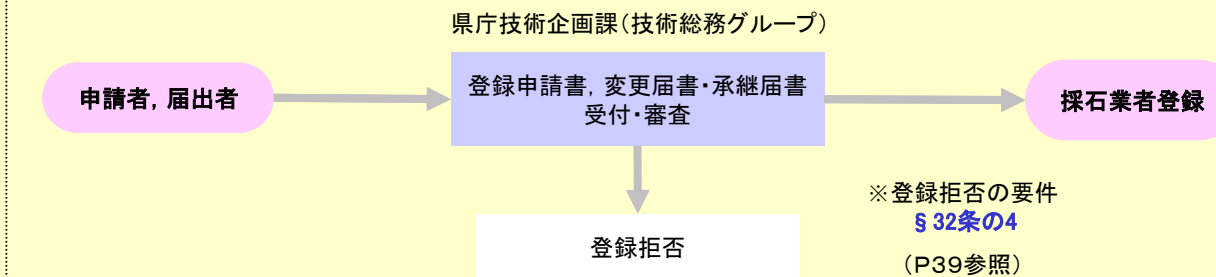 県庁技術企画課（技術総務グループ）
申請者，届出者
登録申請書，変更届書・承継届書
受付・審査
採石業者登録
登録拒否
※登録拒否の要件
§32条の4
（P39参照）